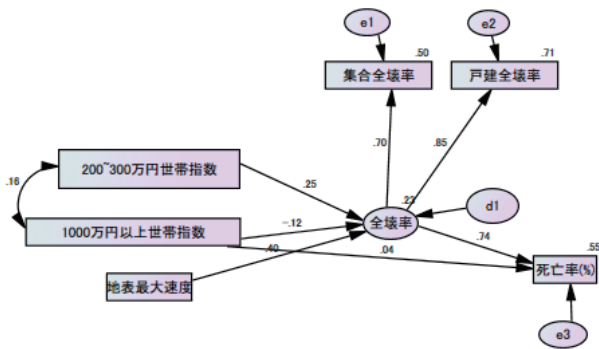 e1
e2
.50
.71
集合全壊率
戸建全壊率
.70
.85
200~300万円世帯指数
.16
.25
.23
d1
全壊率
1000万円以上世帯指数
-.12
.74
.40
.04
.55
地表最大速度
死亡率(%)
e3